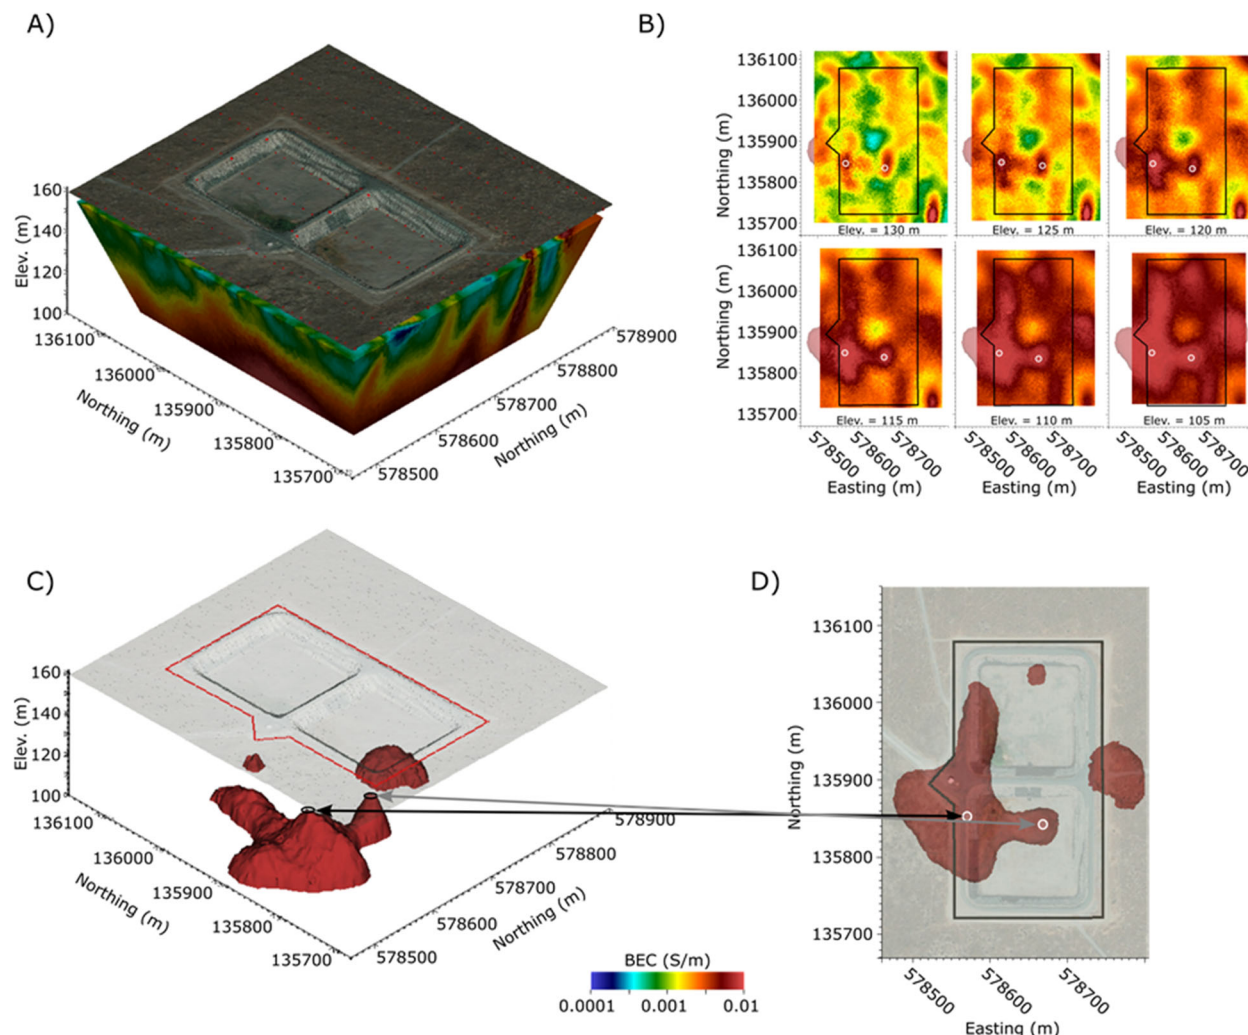 A)
160
140
120
100
Elev. (m)
136100
136000
135900
135800
135700
Northing (m)
578500
578600
578700
578800
578900
Northing (m)
B)
136100
136000
135900
135800
135700
Northing (m)
Elev. = 130 m
Elev. = 125 m
Elev. = 120 m
136100
136000
135900
135800
135700
Northing (m)
Elev. = 115 m
Elev. = 110 m
Elev. = 105 m
578500
578600
578700
578500
578600
578700
578500
578600
578700
Easting (m)
Easting (m)
Easting (m)
C)
160
140
120
100
Elev. (m)
136100
136000
135900
135800
135700
Northing (m)
578500
578600
578700
578800
578900
Northing (m)
BEC (S/m)
0.0001
0.001
0.01
D)
136100
136000
135900
135800
135700
Northing (m)
578500
578600
578700
Easting (m)